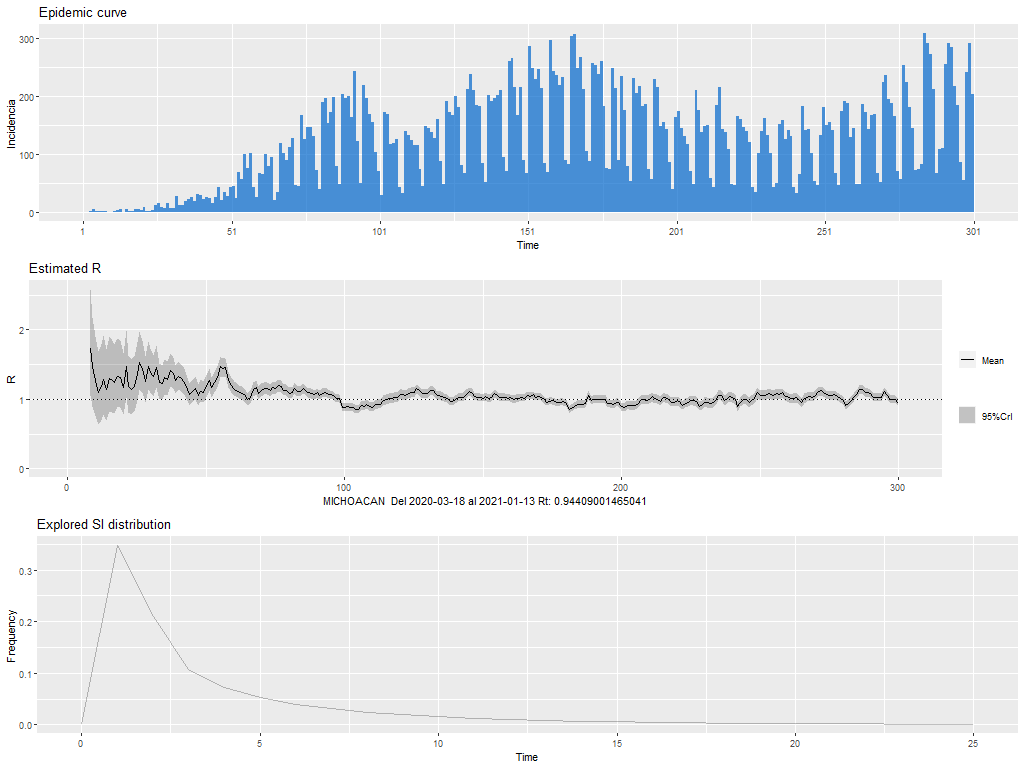 Epidemic curve
Incidencia
300
200
100
0
1 51 101 151 201 251 301
Time
Estimated R
R
2
1
0
0 100 200 300
MICHOACAN Del 2020-03-18 al 2021-01-13 Rt: 0.94409001465041
Mean
95%CrI
Explored SI distribution
Frequency
0.3
0.2
0.1
0.0
0 5 10 15 20 25
Time